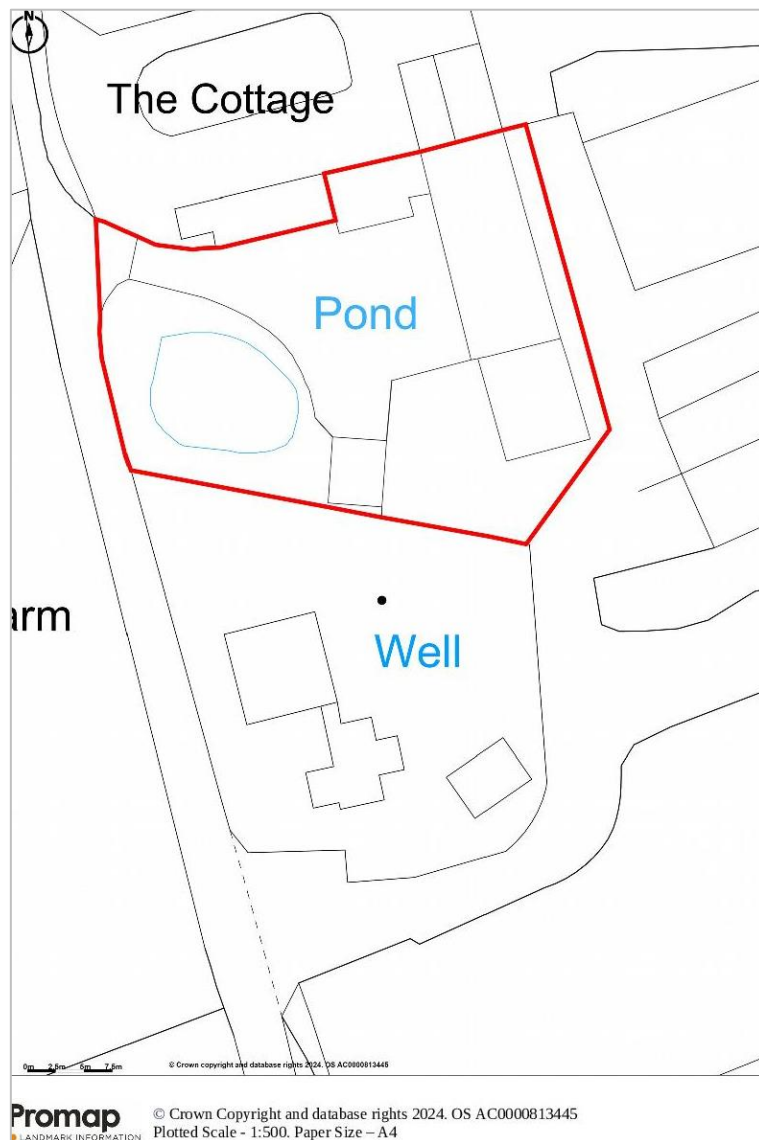 N
The Cottage
Pond
arm
Well
0m 2.5m 5m 7.5m
© Crown copyright and database rights 2024. OS AC0000813445
Promap
LANDMARK INFORMATION
© Crown Copyright and database rights 2024. OS AC0000813445
Plotted Scale - 1:500. Paper Size – A4